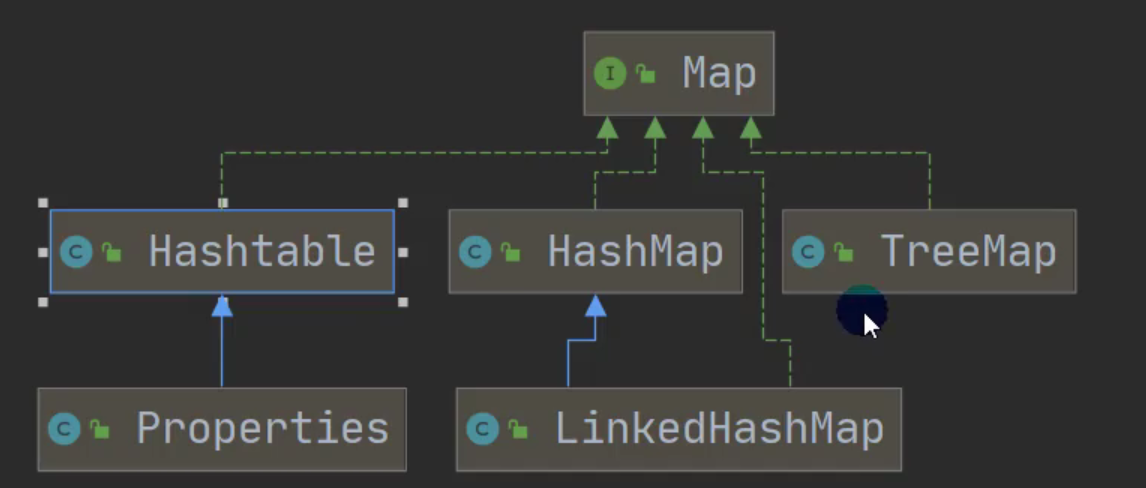 I Map
C Hashtable
C HashMap
C TreeMap
C Properties
C LinkedHashMap